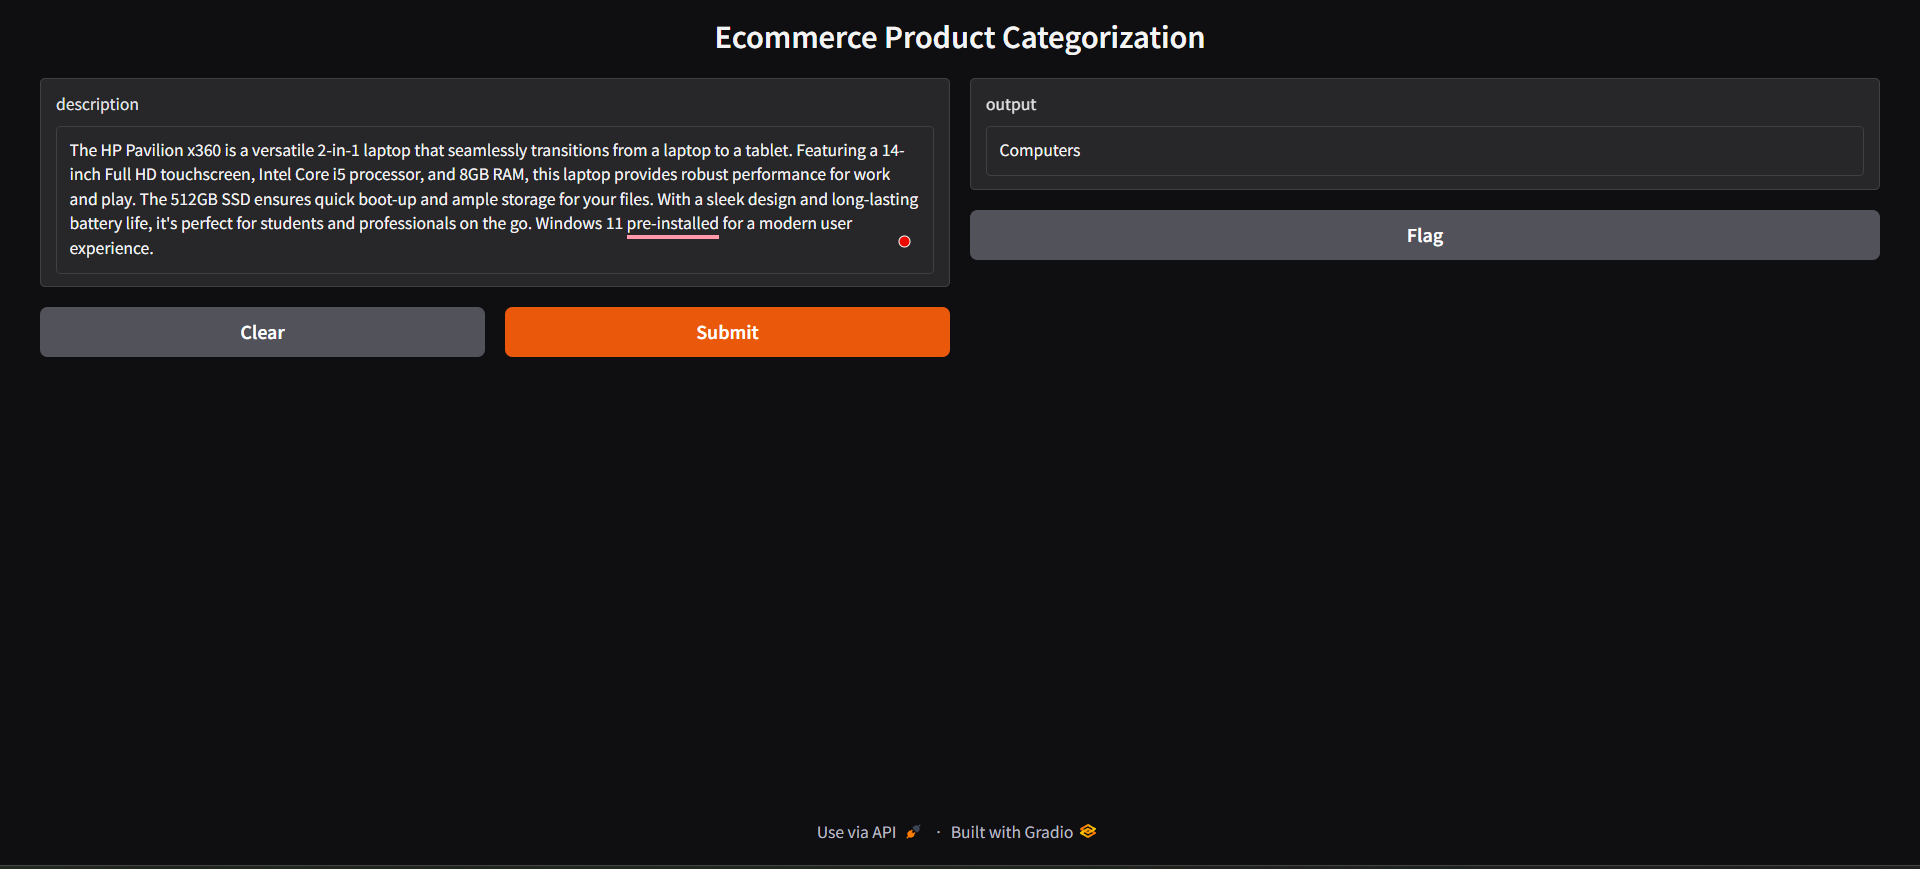 Ecommerce Product Categorization
description
The HP Pavilion x360 is a versatile 2-in-1 laptop that seamlessly transitions from a laptop to a tablet. Featuring a 14-
inch Full HD touchscreen, Intel Core i5 processor, and 8GB RAM, this laptop provides robust performance for work
and play. The 512GB SSD ensures quick boot-up and ample storage for your files. With a sleek design and long-lasting
battery life, it's perfect for students and professionals on the go. Windows 11 pre-installed for a modern user
experience.
Clear
Submit
output
Computers
Flag
Use via API · Built with Gradio